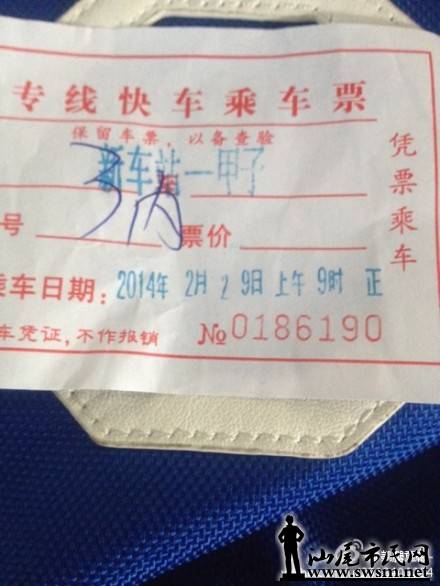 专线快车乘车票
保留车票，以备查验
新车站一甲子
号 3内 票价
乘车日期：2014年 2月 29日 上午 9时 正
车凭证，不作报销 №0186190
凭票乘车
汕尾市民网
www.swsm.net